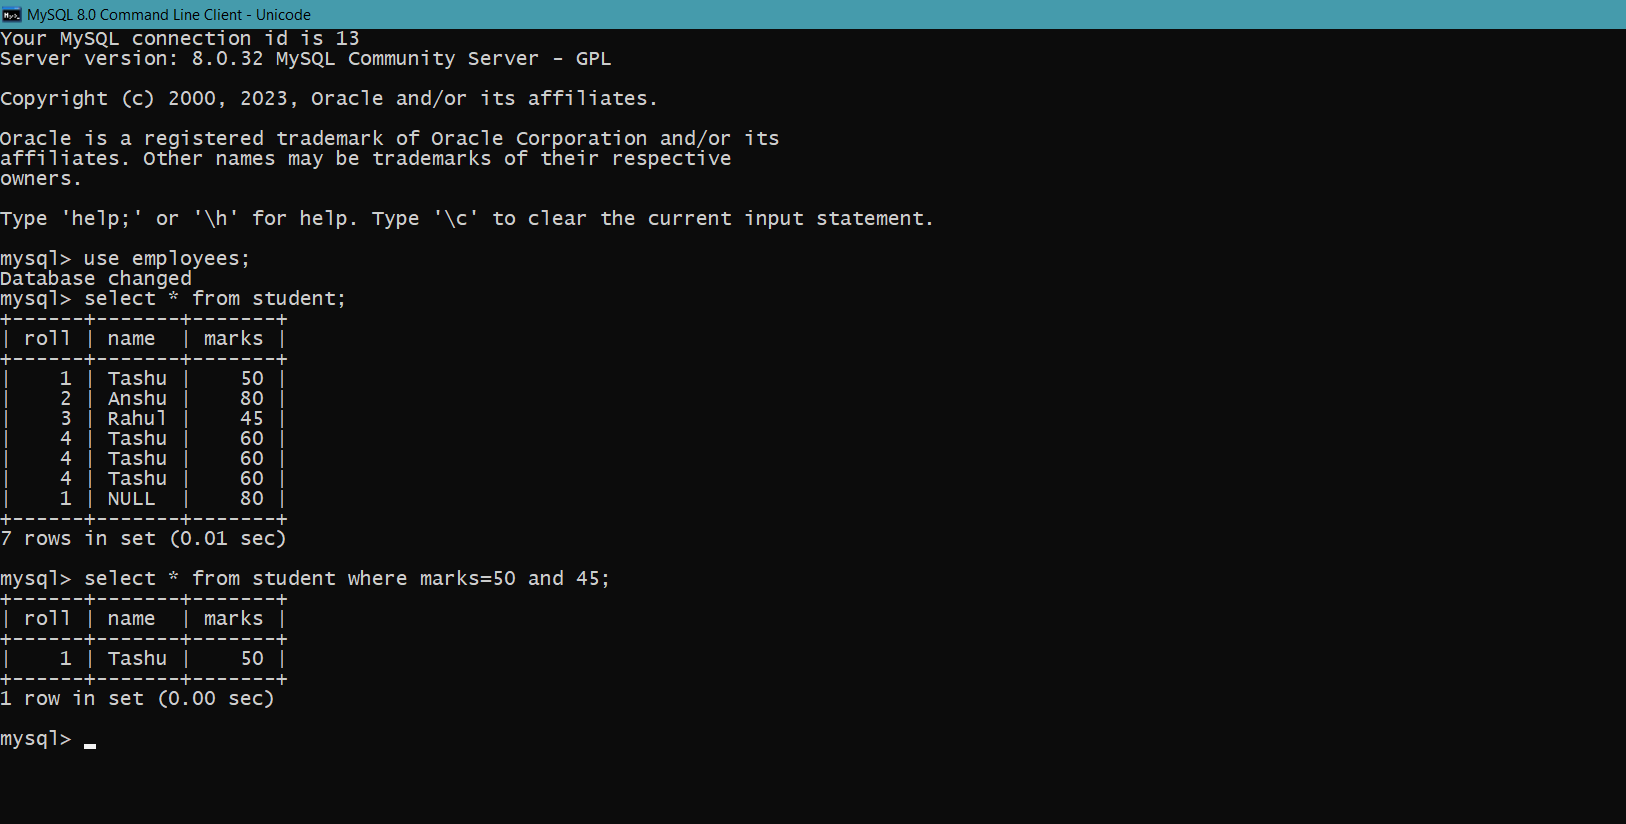 MySQL 8.0 Command Line Client - Unicode
Your MySQL connection id is 13
Server version: 8.0.32 MySQL Community Server - GPL
Copyright (c) 2000, 2023, Oracle and/or its affiliates.
Oracle is a registered trademark of Oracle Corporation and/or its
affiliates. Other names may be trademarks of their respective
owners.
Type 'help;' or '\h' for help. Type '\c' to clear the current input statement.
mysql> use employees;
Database changed
mysql> select * from student;
+------+-------+-------+
| roll | name  | marks |
+------+-------+-------+
|    1 | Tashu |    50 |
|    2 | Anshu |    80 |
|    3 | Rahul |    45 |
|    4 | Tashu |    60 |
|    4 | Tashu |    60 |
|    4 | Tashu |    60 |
|    1 | NULL  |    80 |
+------+-------+-------+
7 rows in set (0.01 sec)
mysql> select * from student where marks=50 and 45;
+------+-------+-------+
| roll | name  | marks |
+------+-------+-------+
|    1 | Tashu |    50 |
+------+-------+-------+
1 row in set (0.00 sec)
mysql> _